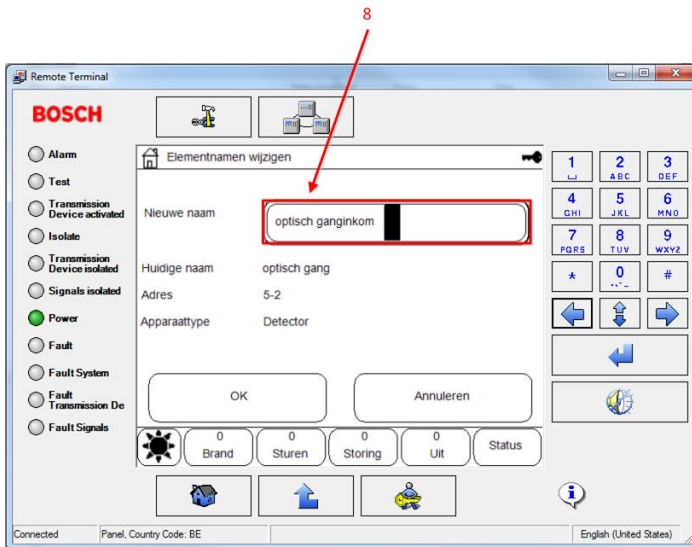 8
Remote Terminal
BOSCH
Alarm
Test
Transmission
Device activated
Isolate
Transmission
Device isolated
Signals isolated
Power
Fault
Fault System
Fault
Transmission De
Fault Signals
Elementnamen wijzigen
Nieuwe naam
optisch ganginkom
Huidige naam optisch gang
Adres 5-2
Apparaattype Detector
OK Annuleren
0 Brand
0 Sturen
0 Storing
0 Uit
Status
1 2 3
ABC DEF
4 5 6
GHI JKL MNO
7 8 9
PQRS TUV WXYZ
* 0 #
Connected Panel, Country Code: BE English (United States)